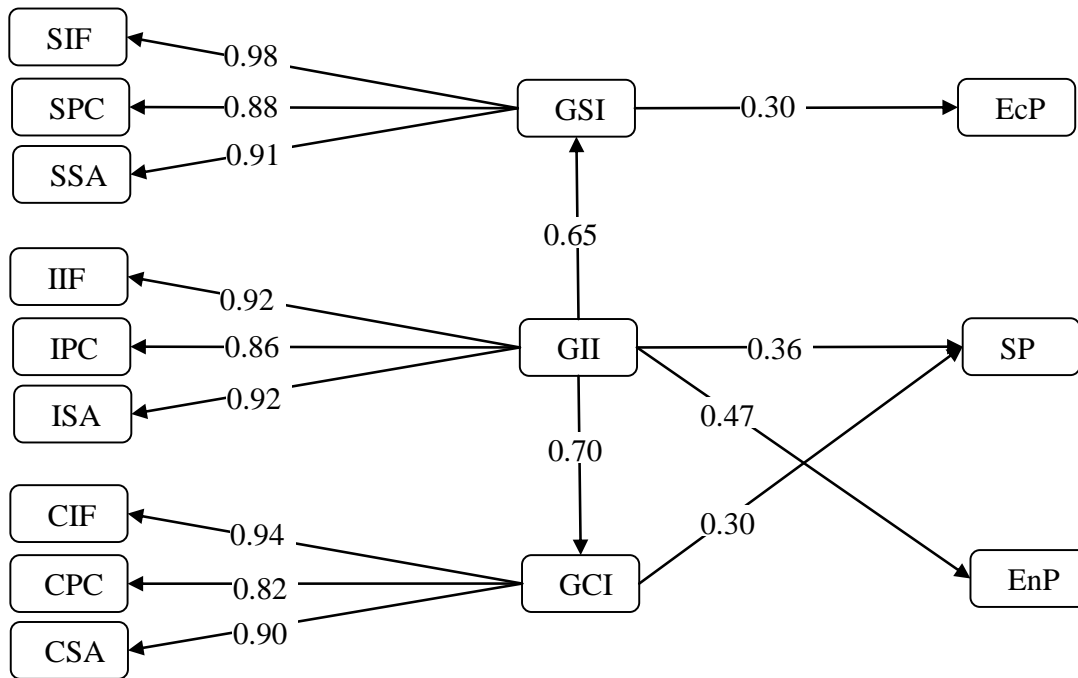 SIF
0.98
SPC
0.88
GSI
0.30
EcP
SSA
0.91
0.65
IIF
0.92
IPC
0.86
GII
0.36
SP
ISA
0.92
0.47
0.70
CIF
0.94
0.30
CPC
0.82
GCI
EnP
CSA
0.90